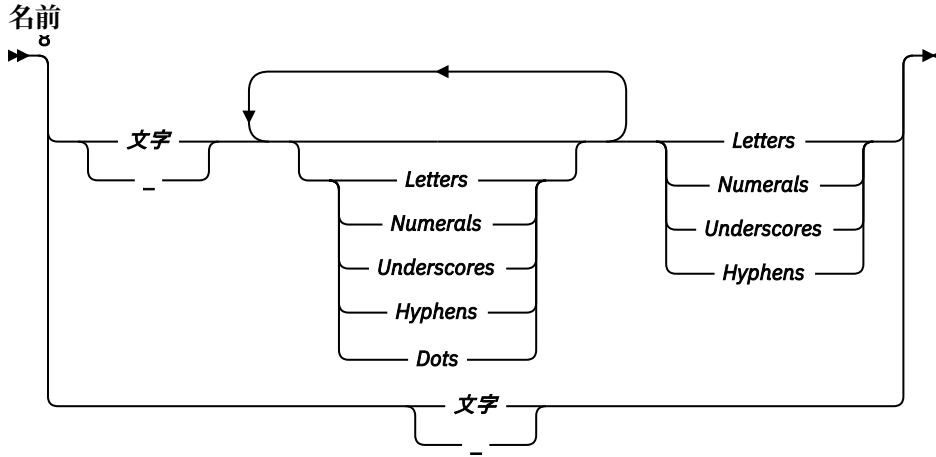 名前
文字
Letters
_
Letters
Numerals
Numerals
Underscores
Underscores
Hyphens
Hyphens
Dots
文字
_